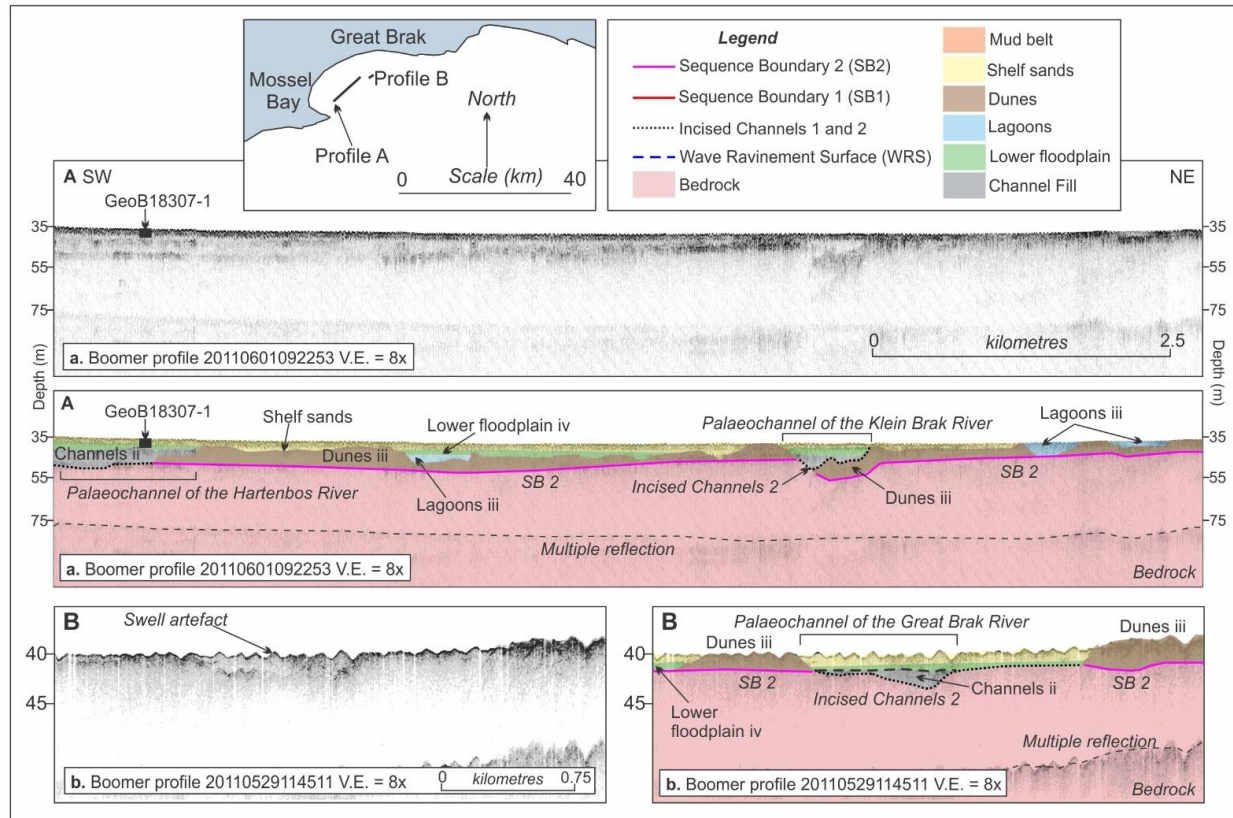 Great Brak
Mossel
Bay
Profile B
North
Profile A
0
Scale (km)
40
Legend
Sequence Boundary 2 (SB2)
Sequence Boundary 1 (SB1)
Incised Channels 1 and 2
Wave Ravinement Surface (WRS)
Bedrock
Mud belt
Shelf sands
Dunes
Lagoons
Lower floodplain
Channel Fill
A SW
NE
GeoB18307-1
35
55
75
35
55
75
0
kilometres
2.5
a. Boomer profile 20110601092253 V.E. = 8x
Depth (m)
Depth (m)
A
GeoB18307-1
Shelf sands
Lower floodplain iv
Palaeochannel of the Klein Brak River
Lagoons iii
35
55
75
35
55
75
Channels ii
Dunes iii
Palaeochannel of the Hartenbos River
Lagoons iii
SB 2
Incised Channels 2
Dunes iii
SB 2
Multiple reflection
a. Boomer profile 20110601092253 V.E. = 8x
Bedrock
B
Swell artefact
40
45
b. Boomer profile 20110529114511 V.E. = 8x
0
kilometres
0.75
B
Palaeochannel of the Great Brak River
Dunes iii
Dunes iii
40
45
SB 2
Incised Channels 2
Channels ii
SB 2
Lower
floodplain iv
Multiple reflection
b. Boomer profile 20110529114511 V.E. = 8x
Bedrock